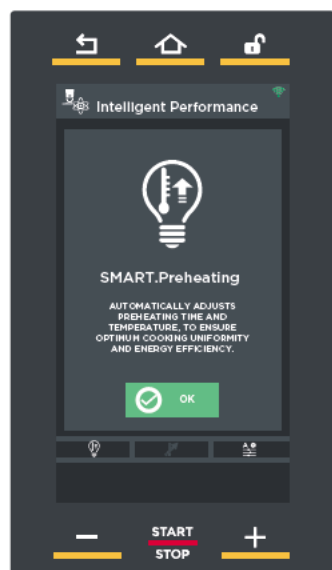 Intelligent Performance
SMART.Preheating
AUTOMATICALLY ADJUSTS
PREHEATING TIME AND
TEMPERATURE, TO ENSURE
OPTIMUM COOKING UNIFORMITY
AND ENERGY EFFICIENCY.
OK
START
STOP